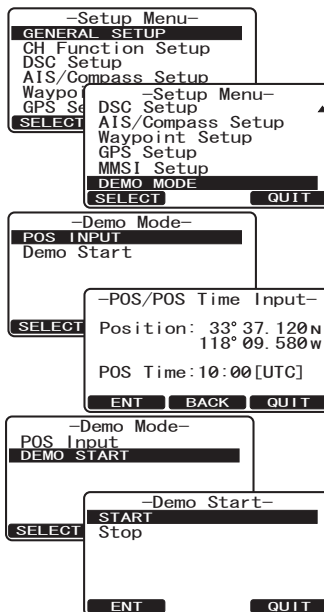 -Setup Menu-
GENERAL SETUP
CH Function Setup
DSC Setup
AIS/Compass Setup
GPS
SELECT
-Setup Menu-
DSC Setup
AIS/Compass Setup
Waypoint Setup
GPS Setup
MMSI Setup
DEMO MODE
SELECT QUIT
-Demo Mode-
POS INPUT
Demo Start
SELECT
-POS/POS Time Input-
Position: 33°37.120N
118°09.580W
POS Time:10:00[UTC]
ENT BACK QUIT
-Demo Mode-
POS Input
DEMO START
SELECT
-Demo Start-
START
Stop
ENT QUIT